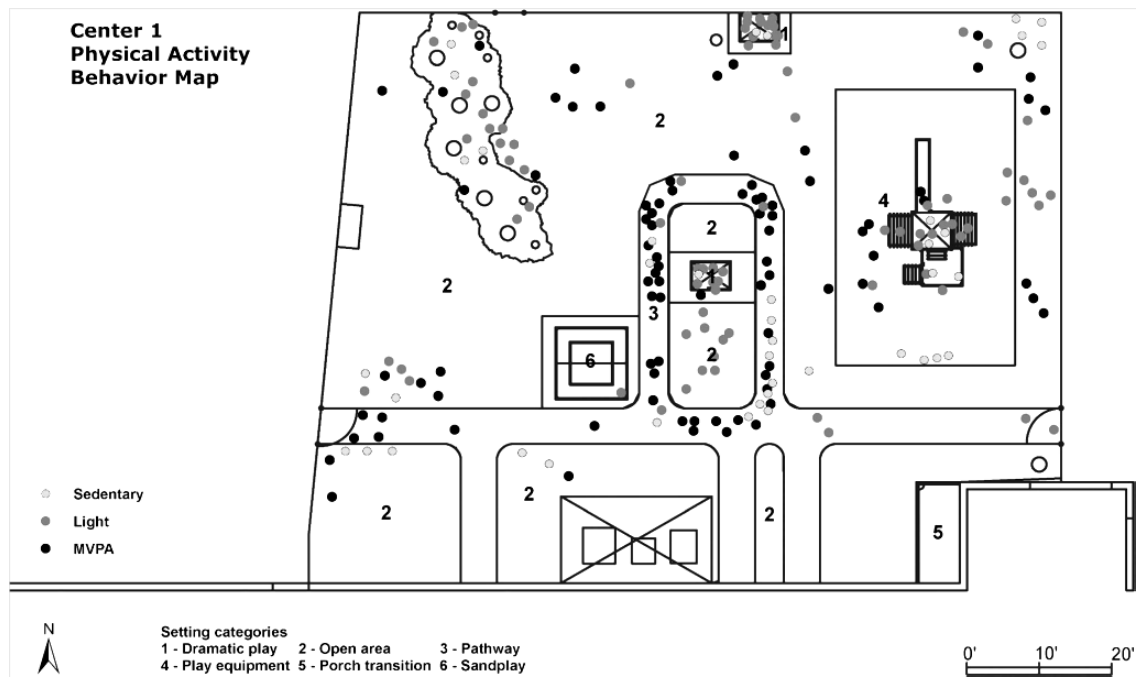 Center 1
Physical Activity
Behavior Map
1
2
4
2
1
2
3
2
6
2
2
2
5
Sedentary
Light
MVPA
N
Setting categories
1 - Dramatic play 2 - Open area 3 - Pathway
4 - Play equipment 5 - Porch transition 6 - Sandplay
0' 10' 20'